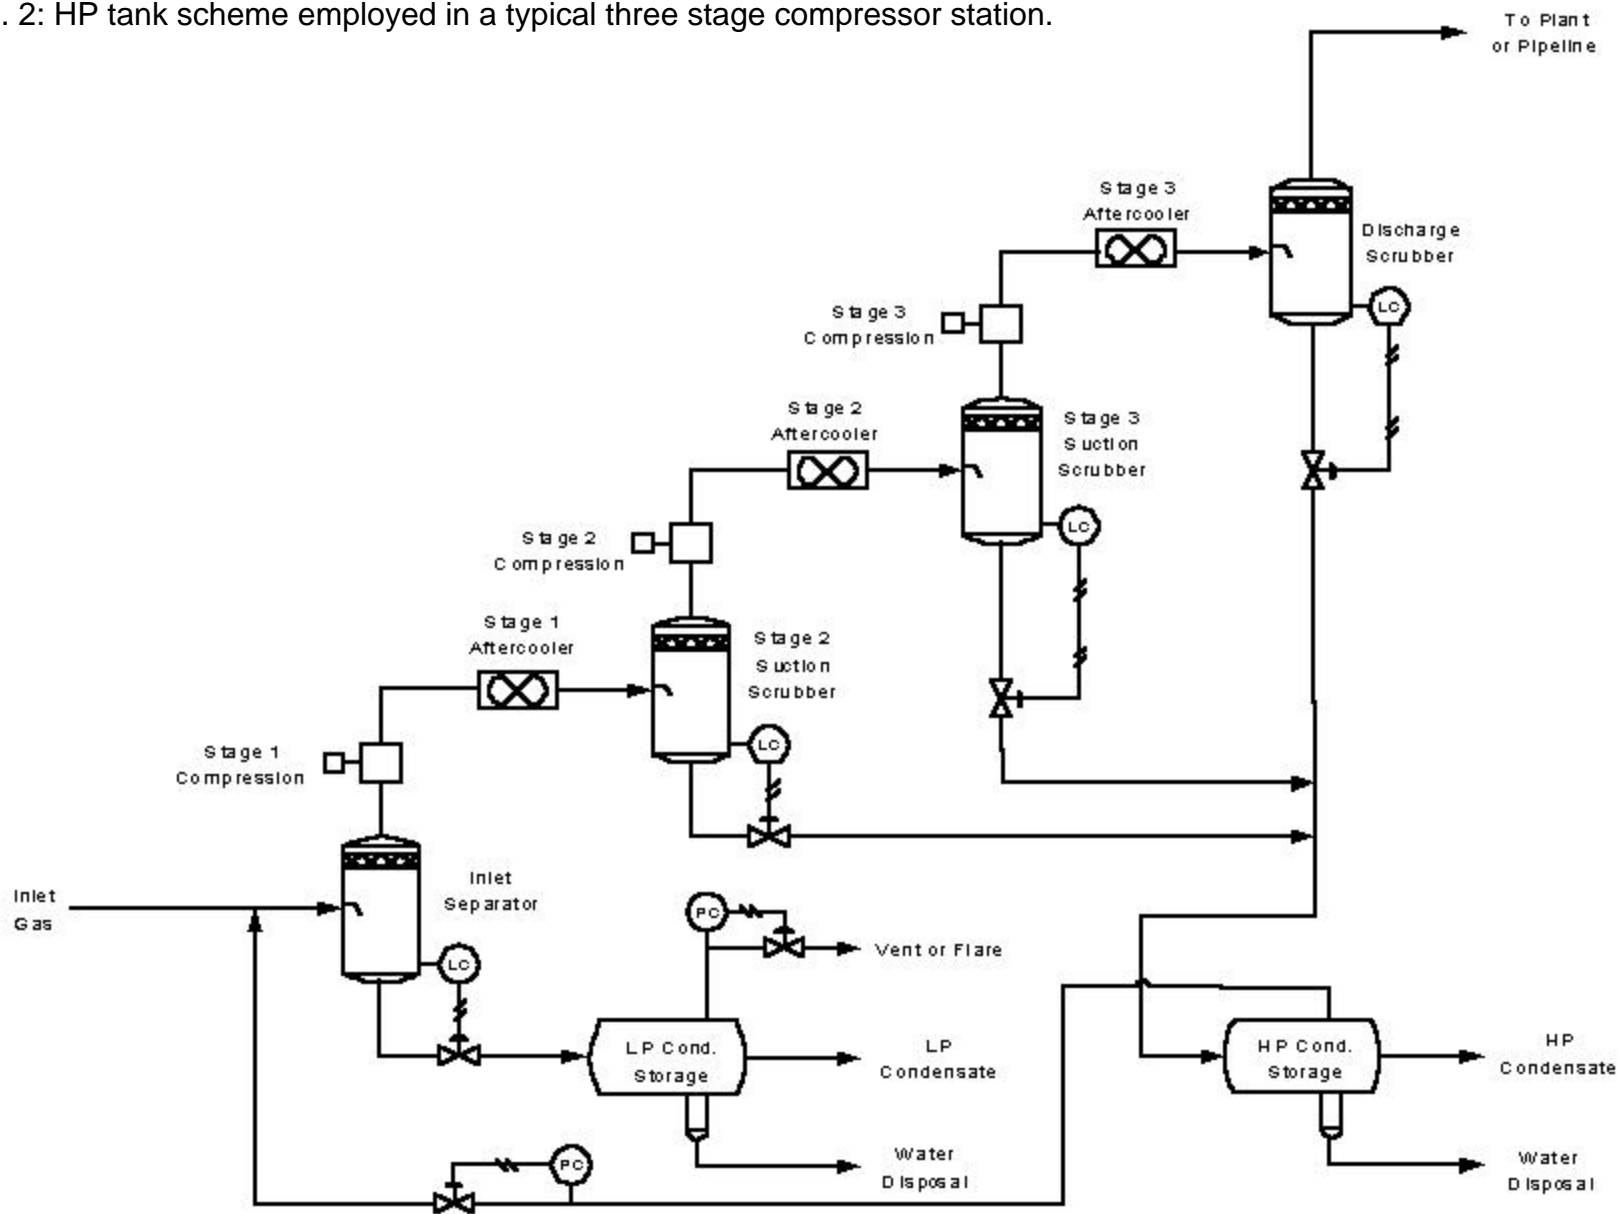 . 2: HP tank scheme employed in a typical three stage compressor station.
To Plant
or Pipeline
Stage 3
Aftercooler
Discharge
Scrubber
LC
Stage 3
Compression
Stage 2
Aftercooler
Stage 3
Suction
Scrubber
LC
Stage 2
Compression
Stage 1
Aftercooler
Stage 2
Suction
Scrubber
LC
Stage 1
Compression
Inlet
Gas
Inlet
Separator
LC
PC
Vent or Flare
LP Cond.
Storage
LP
Condensate
HP Cond.
Storage
HP
Condensate
PC
Water
Disposal
Water
Disposal